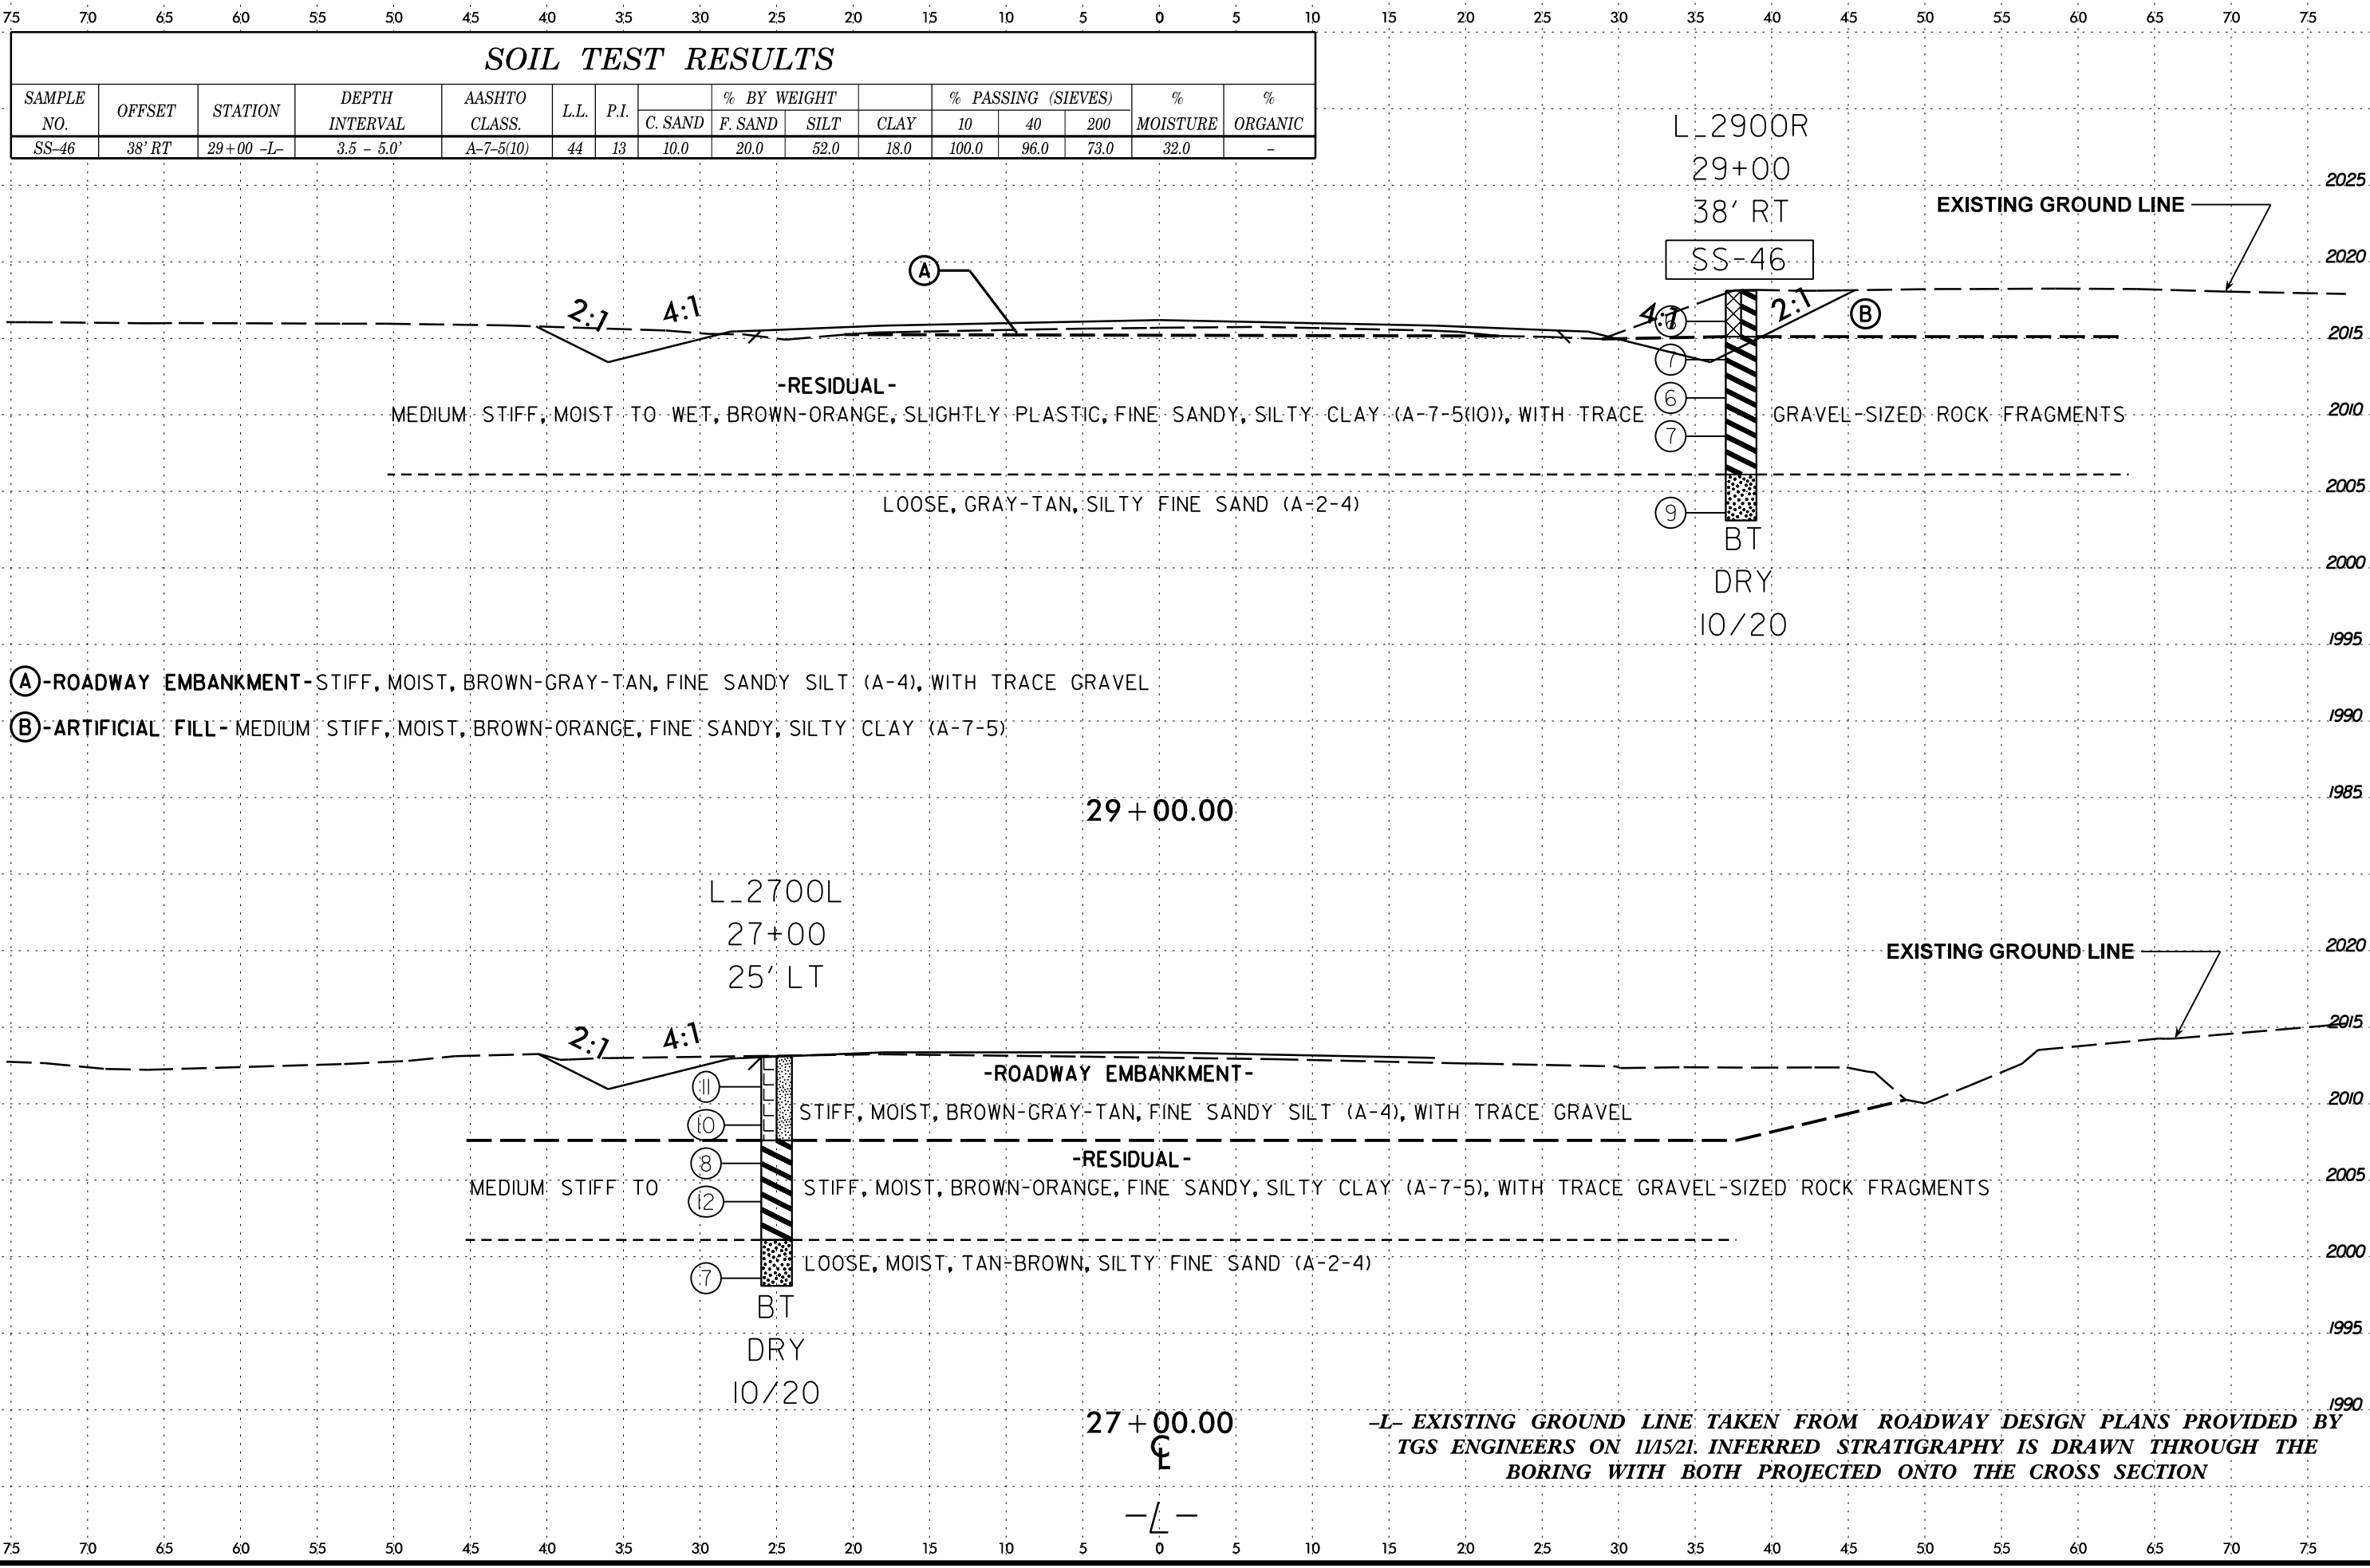 75 70 65 60 55 50 45 40 35 30 25 20 15 10 5 0 5 10 15 20 25 30 35 40 45 50 55 60 65 70 75
SOIL TEST RESULTS
SAMPLE NO. OFFSET STATION DEPTH INTERVAL AASHTO CLASS. L.L. P.I. % BY WEIGHT % PASSING (SIEVES) % MOISTURE % ORGANIC
C. SAND F. SAND SILT CLAY 10 40 200
SS-46 38' RT 29+00 -L- 3.5 - 5.0' A-7-5(10) 44 13 10.0 20.0 52.0 18.0 100.0 96.0 73.0 32.0 -
L_2900R
29+00
38' RT
SS-46
EXISTING GROUND LINE
2025
2020
2015
2010
2005
2000
1995
1990
1985
A
2:1 4:1
4:1 2:1
B
7
6
7
9
-RESIDUAL-
MEDIUM STIFF, MOIST TO WET, BROWN-ORANGE, SLIGHTLY PLASTIC, FINE SANDY, SILTY CLAY (A-7-5(10)), WITH TRACE GRAVEL-SIZED ROCK FRAGMENTS
LOOSE, GRAY-TAN, SILTY FINE SAND (A-2-4)
BT
DRY
10/20
A -ROADWAY EMBANKMENT- STIFF, MOIST, BROWN-GRAY-TAN, FINE SANDY SILT (A-4), WITH TRACE GRAVEL
B -ARTIFICIAL FILL- MEDIUM STIFF, MOIST, BROWN-ORANGE, FINE SANDY, SILTY CLAY (A-7-5)
29+00.00
L_2700L
27+00
25' LT
EXISTING GROUND LINE
2020
2015
2010
2005
2000
1995
1990
2:1 4:1
11
10
8
12
7
-ROADWAY EMBANKMENT-
STIFF, MOIST, BROWN-GRAY-TAN, FINE SANDY SILT (A-4), WITH TRACE GRAVEL
-RESIDUAL-
MEDIUM STIFF TO STIFF, MOIST, BROWN-ORANGE, FINE SANDY, SILTY CLAY (A-7-5), WITH TRACE GRAVEL-SIZED ROCK FRAGMENTS
LOOSE, MOIST, TAN-BROWN, SILTY FINE SAND (A-2-4)
BT
DRY
10/20
27+00.00
℄
-L-
-L- EXISTING GROUND LINE TAKEN FROM ROADWAY DESIGN PLANS PROVIDED BY
TGS ENGINEERS ON 11/15/21. INFERRED STRATIGRAPHY IS DRAWN THROUGH THE
BORING WITH BOTH PROJECTED ONTO THE CROSS SECTION
75 70 65 60 55 50 45 40 35 30 25 20 15 10 5 0 5 10 15 20 25 30 35 40 45 50 55 60 65 70 75